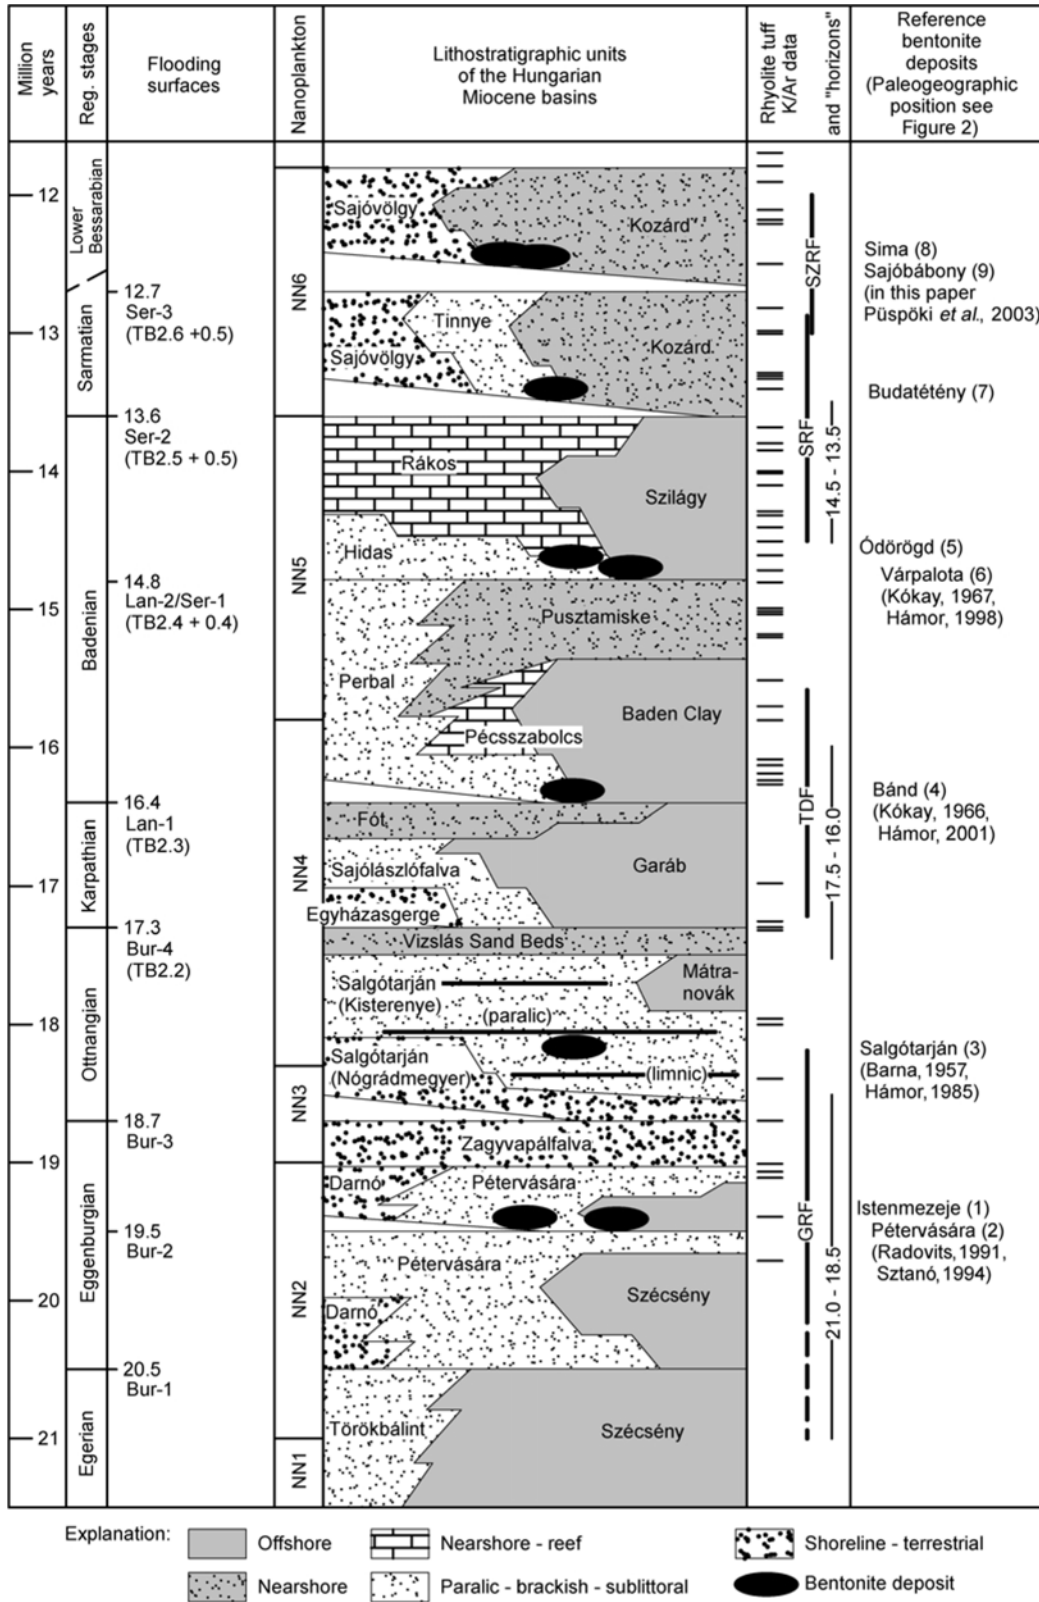 Million
years
Reg. stages
Flooding
surfaces
Nanoplankton
Lithostratigraphic units
of the Hungarian
Miocene basins
Rhyolite tuff
K/Ar data
and "horizons"
Reference
bentonite
deposits
(Paleogeographic
position see
Figure 2)
12
13
14
15
16
17
18
19
20
21
Lower
Bessarabian
Sarmatian
Badenian
Karpathian
Ottnangian
Eggenburgian
Egerian
12.7
Ser-3
(TB2.6 +0.5)
13.6
Ser-2
(TB2.5 + 0.5)
14.8
Lan-2/Ser-1
(TB2.4 + 0.4)
16.4
Lan-1
(TB2.3)
17.3
Bur-4
(TB2.2)
18.7
Bur-3
19.5
Bur-2
20.5
Bur-1
NN6
NN5
NN4
NN3
NN2
NN1
Sajóvölgy
Kozárd
Tinnye
Sajóvölgy
Kozárd
Rákos
Szilágy
Hidas
Pusztamiske
Perbal
Baden Clay
Pécsszabolcs
Fót
Garáb
Sajólászlófalva
Egyházasgerge
Vizslás Sand Beds
Salgótarján
(Kisterenye)
Mátra-
novák
(paralic)
Salgótarján
(Nógrádmegyer)
(limnic)
Zagyvapálfalva
Darnó
Pétervására
Pétervására
Szécsény
Darnó
Törökbálint
Szécsény
SZRF
SRF
14.5 - 13.5
TDF
17.5 - 16.0
GRF
21.0 - 18.5
Sima (8)
Sajóbábony (9)
(in this paper
Püspöki et al., 2003)
Budatétény (7)
Ódörögd (5)
Várpalota (6)
(Kókay, 1967,
Hámor, 1998)
Bánd (4)
(Kókay, 1966,
Hámor, 2001)
Salgótarján (3)
(Barna, 1957,
Hámor, 1985)
Istenmezeje (1)
Pétervására (2)
(Radovits, 1991,
Sztanó, 1994)
Explanation:
Offshore
Nearshore - reef
Shoreline - terrestrial
Nearshore
Paralic - brackish - sublittoral
Bentonite deposit